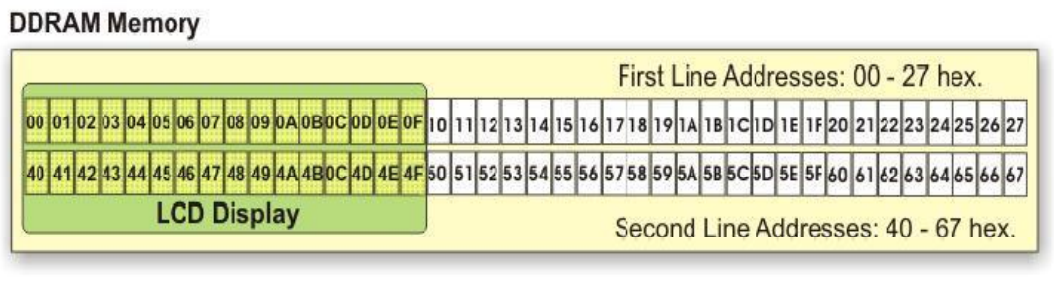 DDRAM Memory
First Line Addresses: 00 - 27 hex.
00 01 02 03 04 05 06 07 08 09 0A 0B 0C 0D 0E 0F 10 11 12 13 14 15 16 17 18 19 1A 1B 1C 1D 1E 1F 20 21 22 23 24 25 26 27
40 41 42 43 44 45 46 47 48 49 4A 4B 0C 4D 4E 4F 50 51 52 53 54 55 56 57 58 59 5A 5B 5C 5D 5E 5F 60 61 62 63 64 65 66 67
LCD Display
Second Line Addresses: 40 - 67 hex.